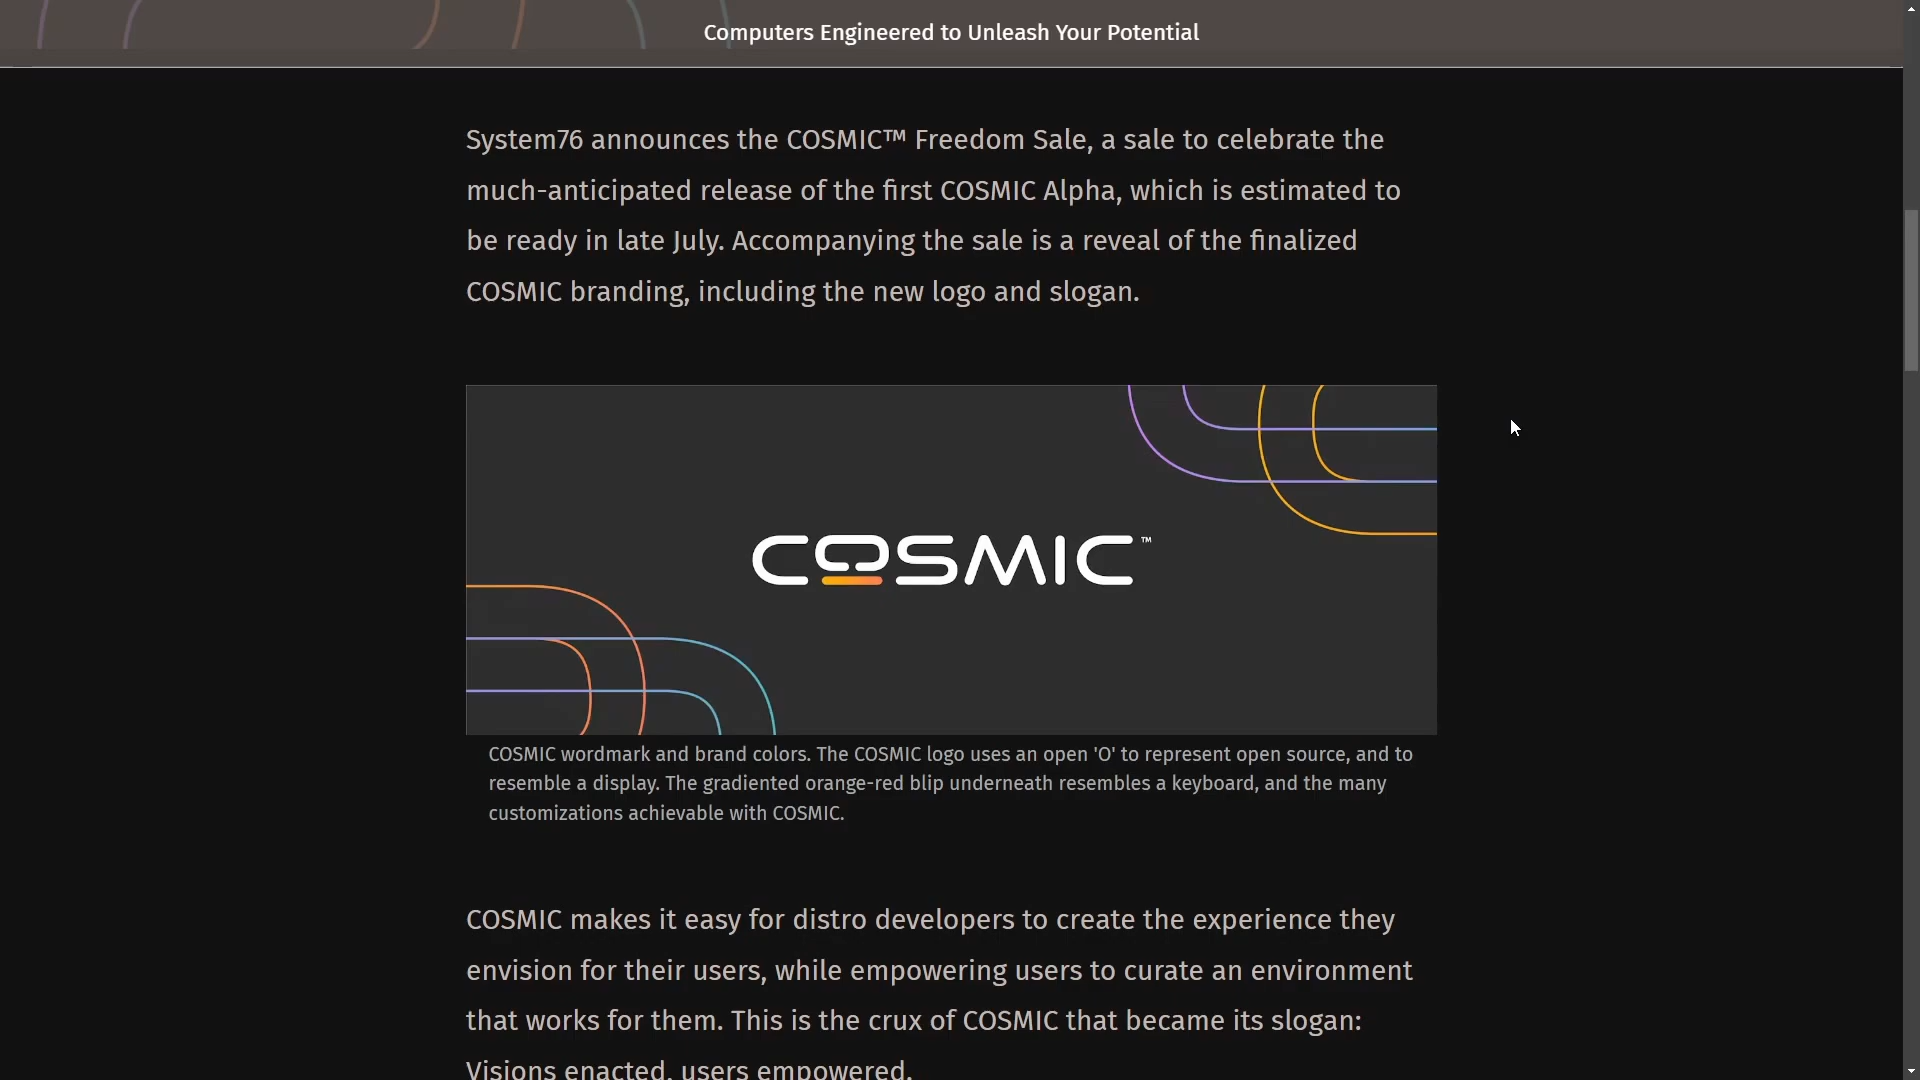 Computers Engineered to Unleash Your Potential
System76 announces the COSMIC™ Freedom Sale, a sale to celebrate the
much-anticipated release of the first COSMIC Alpha, which is estimated to
be ready in late July. Accompanying the sale is a reveal of the finalized
COSMIC branding, including the new logo and slogan.
COSMIC™
COSMIC wordmark and brand colors. The COSMIC logo uses an open 'O' to represent open source, and to
resemble a display. The gradiented orange-red blip underneath resembles a keyboard, and the many
customizations achievable with COSMIC.
COSMIC makes it easy for distro developers to create the experience they
envision for their users, while empowering users to curate an environment
that works for them. This is the crux of COSMIC that became its slogan:
Visions enacted, users empowered.